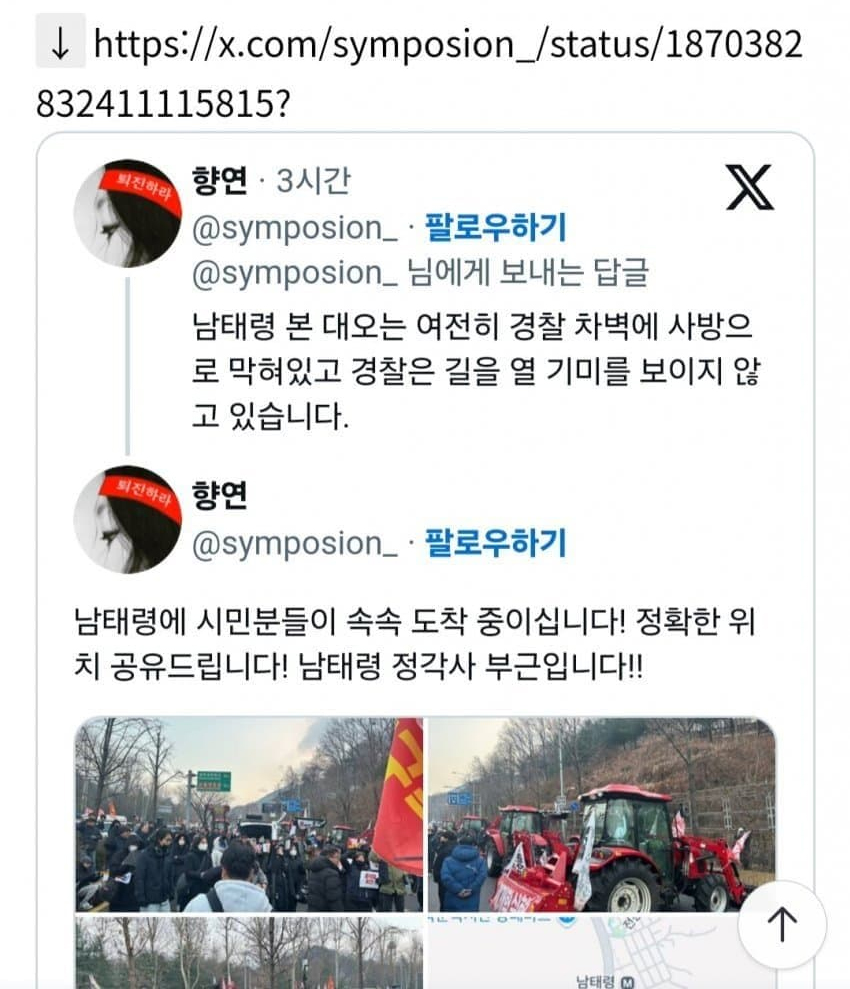 ↓ https://x.com/symposion_/status/1870382
832411115815?
향연 · 3시간
@symposion_ · 팔로우하기
@symposion_ 님에게 보내는 답글
남태령 본 대오는 여전히 경찰 차벽에 사방으
로 막혀있고 경찰은 길을 열 기미를 보이지 않
고 있습니다.
퇴진하라
향연
@symposion_ · 팔로우하기
퇴진하라
남태령에 시민분들이 속속 도착 중이십니다! 정확한 위
치 공유드립니다! 남태령 정각사 부근입니다!!
남태령